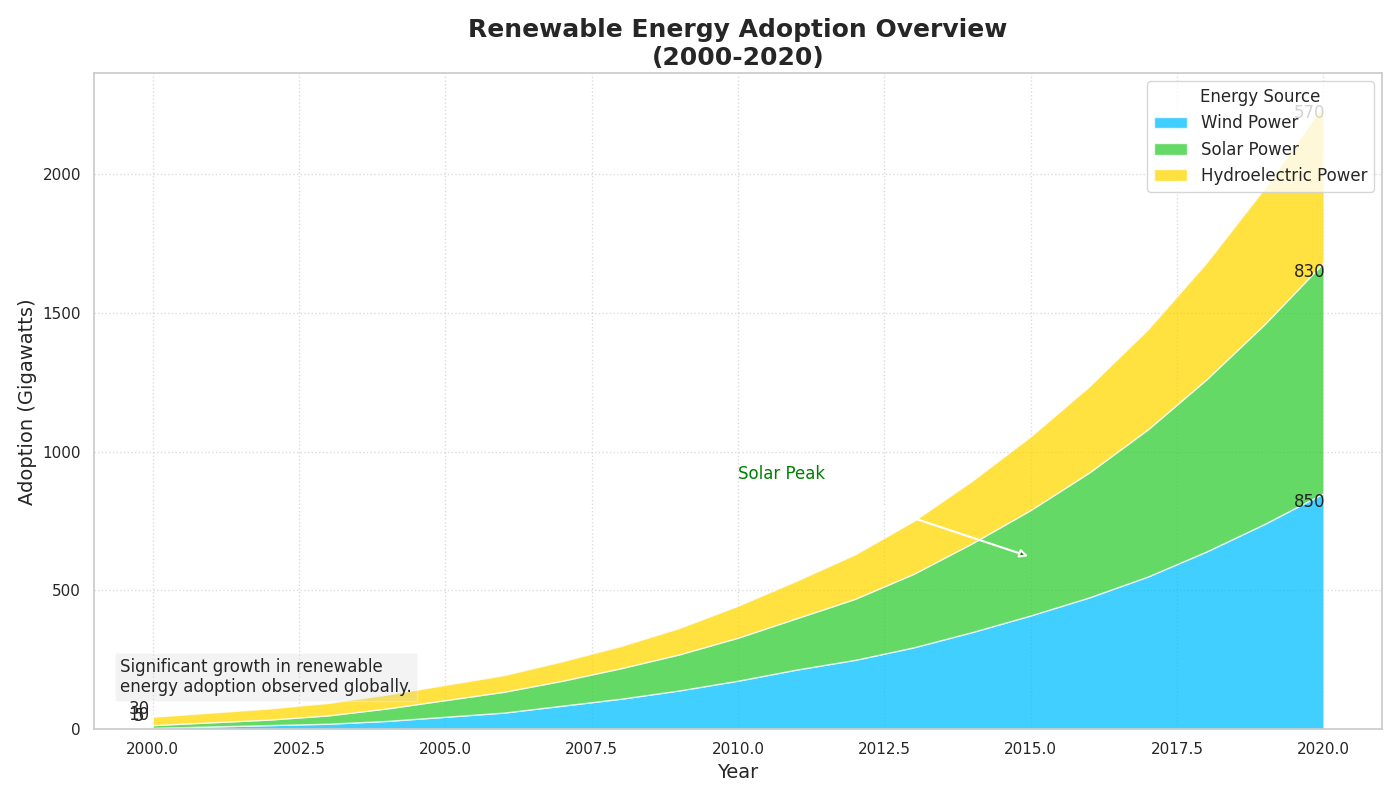 Renewable Energy Adoption Overview
(2000-2020)
Energy Source
Wind Power
Solar Power
Hydroelectric Power
570
830
850
Solar Peak
Significant growth in renewable
energy adoption observed globally.
30
10
Adoption (Gigawatts)
2000
1500
1000
500
0
2000.0
2002.5
2005.0
2007.5
2010.0
2012.5
2015.0
2017.5
2020.0
Year